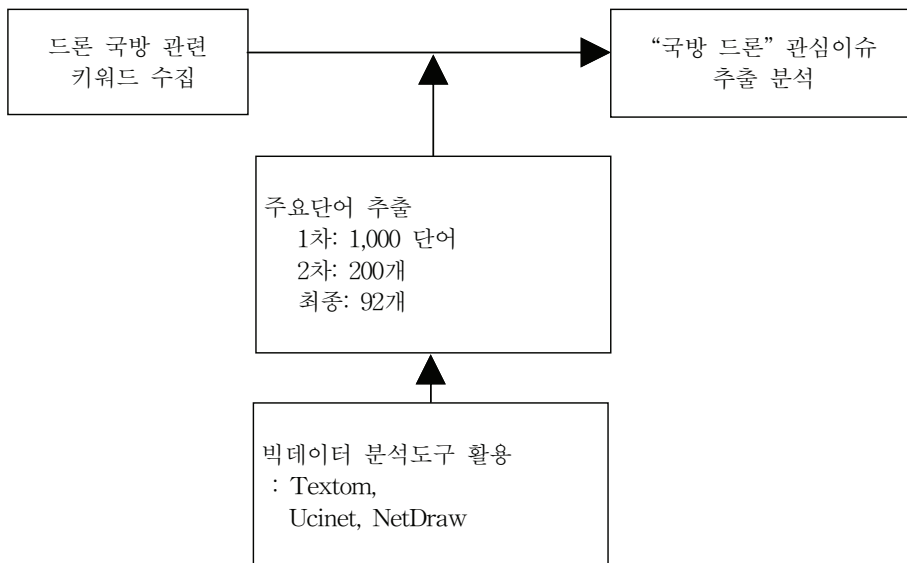 드론 국방 관련
키워드 수집
“국방 드론” 관심이슈
추출 분석
주요단어 추출
1차: 1,000 단어
2차: 200개
최종: 92개
빅데이터 분석도구 활용
: Textom,
Ucinet, NetDraw